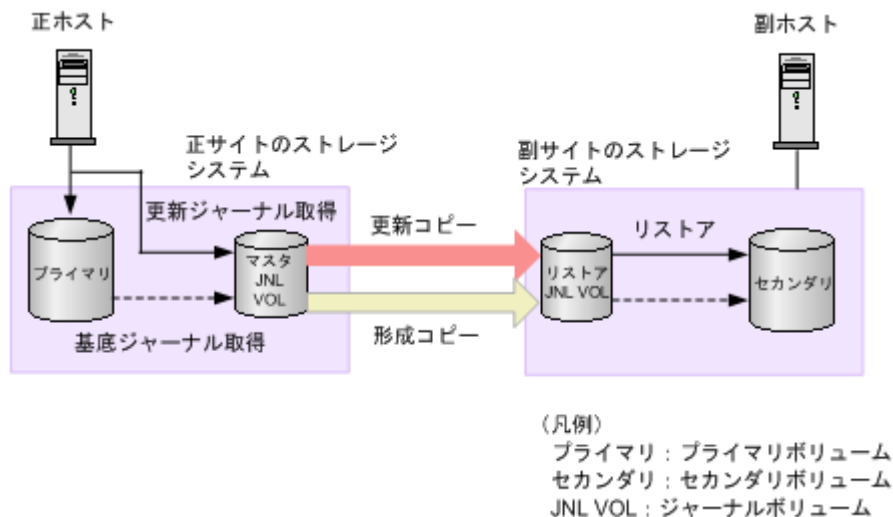 正ホスト
副ホスト
正サイトのストレージ
システム
副サイトのストレージ
システム
更新ジャーナル取得
更新コピー
リストア
プライマリ
マスタ
JNL
VOL
リストア
JNL VOL
セカンダリ
基底ジャーナル取得
形成コピー
（凡例）
プライマリ：プライマリボリューム
セカンダリ：セカンダリボリューム
JNL VOL：ジャーナルボリューム